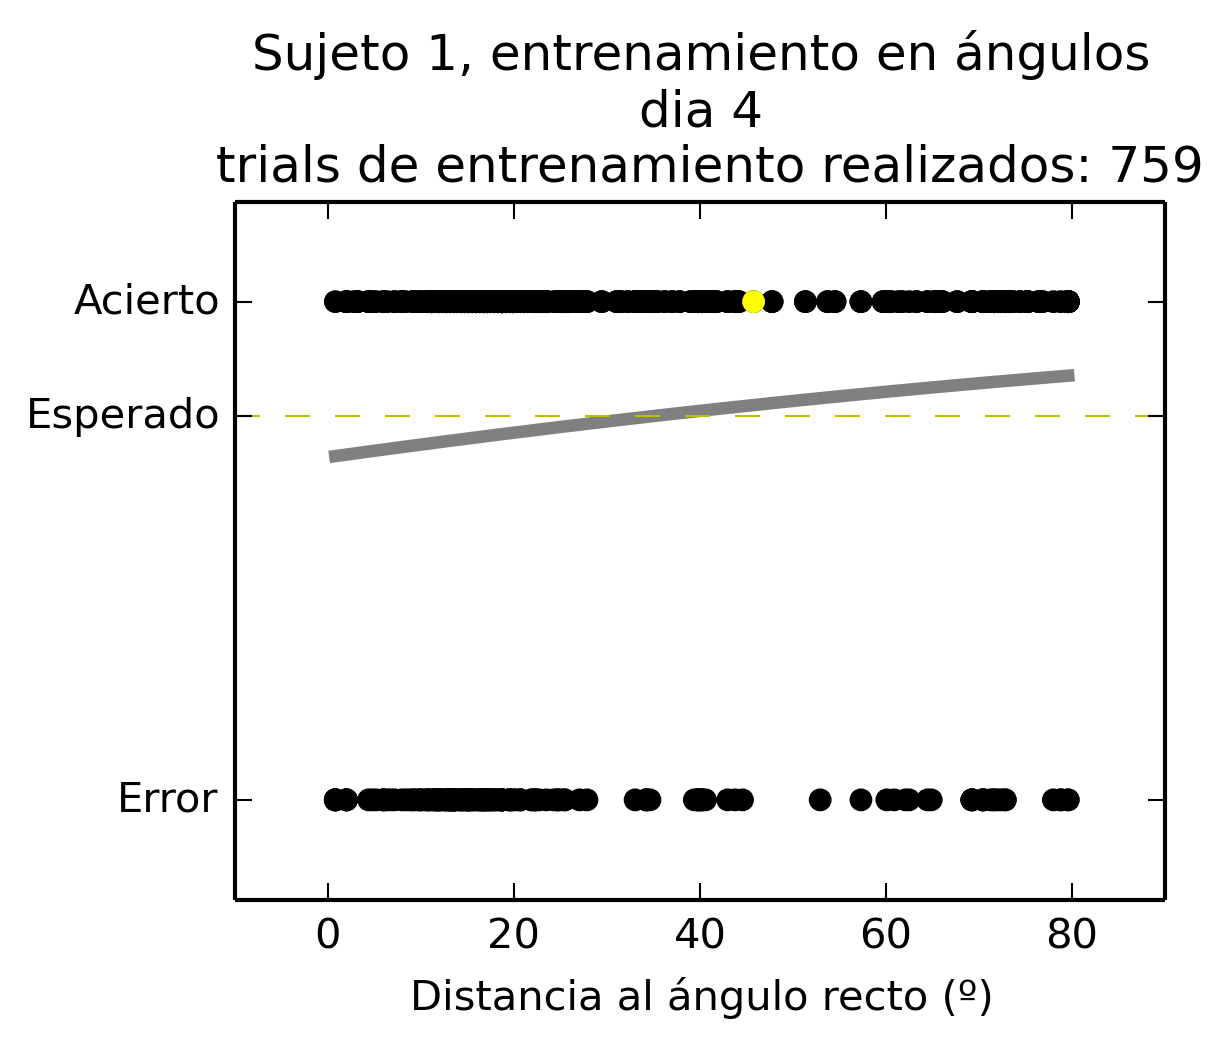 Sujeto 1, entrenamiento en ángulos
dia 4
trials de entrenamiento realizados: 759
Acierto
Esperado
Error
0 20 40 60 80
Distancia al ángulo recto (º)